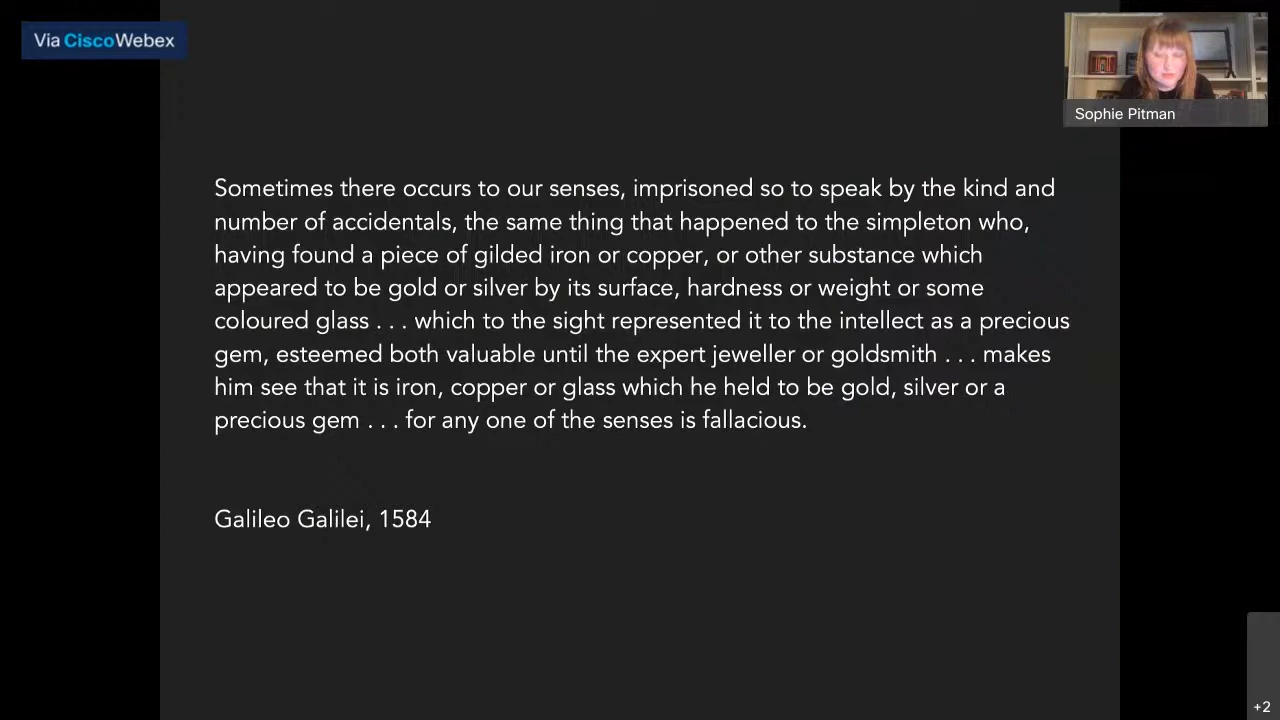 Via CiscoWebex
Sophie Pitman
Sometimes there occurs to our senses, imprisoned so to speak by the kind and
number of accidentals, the same thing that happened to the simpleton who,
having found a piece of gilded iron or copper, or other substance which
appeared to be gold or silver by its surface, hardness or weight or some
coloured glass . . . which to the sight represented it to the intellect as a precious
gem, esteemed both valuable until the expert jeweller or goldsmith . . . makes
him see that it is iron, copper or glass which he held to be gold, silver or a
precious gem . . . for any one of the senses is fallacious.
Galileo Galilei, 1584
+2